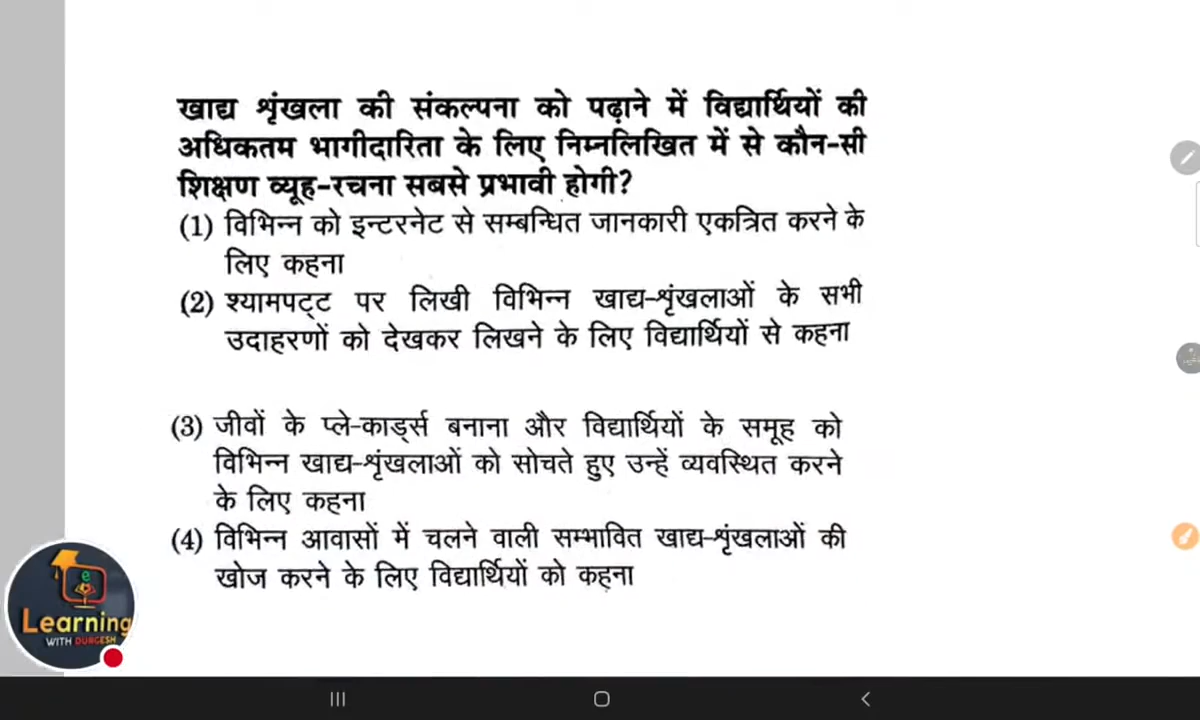 खाद्य शृंखला की संकल्पना को पढ़ाने में विद्यार्थियों की
अधिकतम भागीदारिता के लिए निम्नलिखित में से कौन-सी
शिक्षण व्यूह-रचना सबसे प्रभावी होगी?
(1) विभिन्न को इन्टरनेट से सम्बन्धित जानकारी एकत्रित करने के
लिए कहना
(2) श्यामपट्ट पर लिखी विभिन्न खाद्य-शृंखलाओं के सभी
उदाहरणों को देखकर लिखने के लिए विद्यार्थियों से कहना
(3) जीवों के प्ले-कार्ड्स बनाना और विद्यार्थियों के समूह को
विभिन्न खाद्य-शृंखलाओं को सोचते हुए उन्हें व्यवस्थित करने
के लिए कहना
(4) विभिन्न आवासों में चलने वाली सम्भावित खाद्य-शृंखलाओं की
खोज करने के लिए विद्यार्थियों को कहना
e
Learning
WITH DURGESH